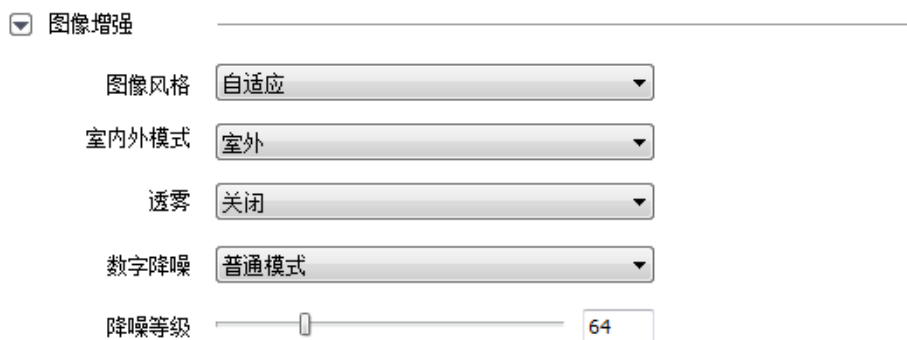 图像增强
图像风格 自适应
室内外模式 室外
透雾 关闭
数字降噪 普通模式
降噪等级 64